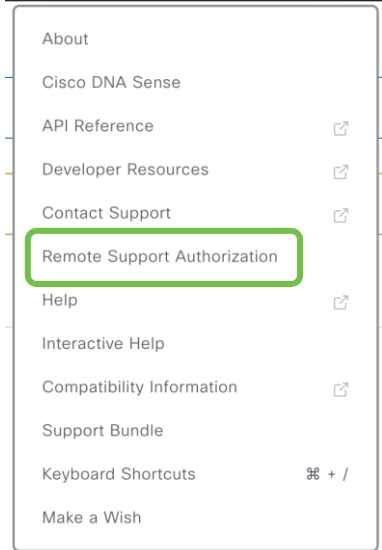 About
Cisco DNA Sense
API Reference
Developer Resources
Contact Support
Remote Support Authorization
Help
Interactive Help
Compatibility Information
Support Bundle
Keyboard Shortcuts ⌘ + /
Make a Wish